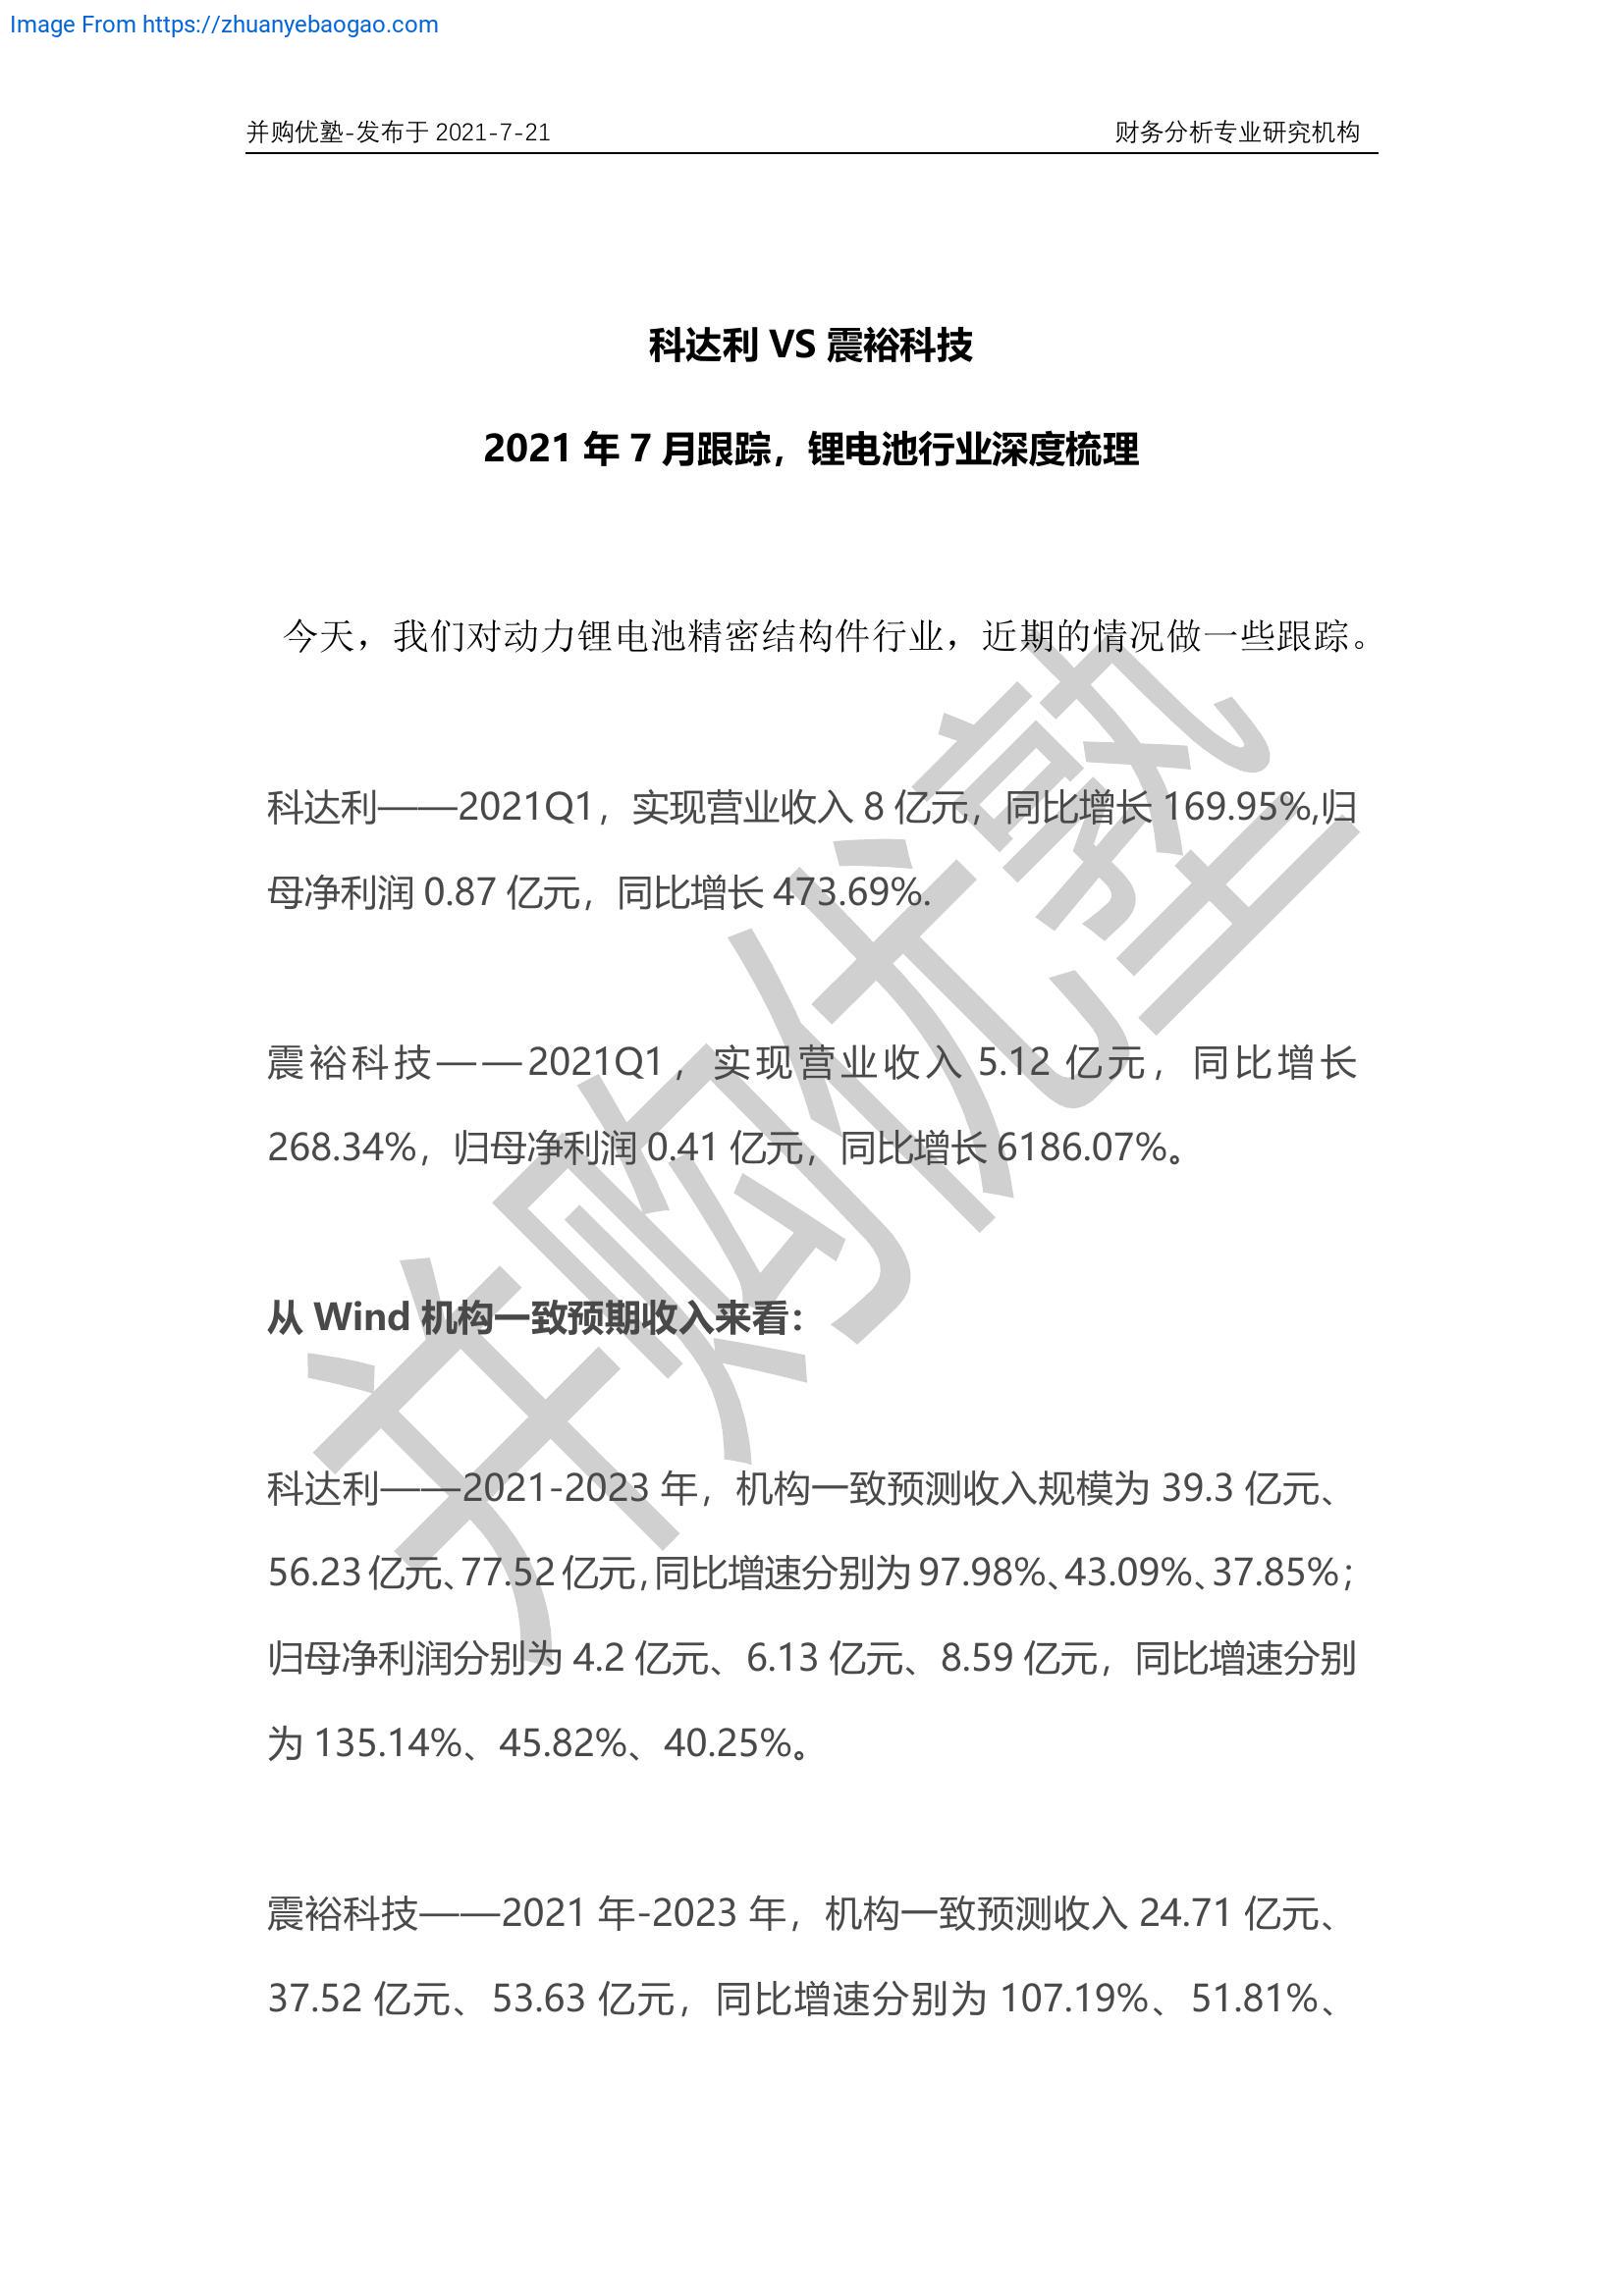 Image From https://zhuanyebaogao.com
并购优塾-发布于 2021-7-21 财务分析专业研究机构
科达利 VS 震裕科技
2021 年 7 月跟踪，锂电池行业深度梳理
今天，我们对动力锂电池精密结构件行业，近期的情况做一些跟踪。
科达利——2021Q1，实现营业收入 8 亿元，同比增长 169.95%,归
母净利润 0.87 亿元，同比增长 473.69%.
震裕科技——2021Q1，实现营业收入 5.12 亿元，同比增长
268.34%，归母净利润 0.41 亿元，同比增长 6186.07%。
从 Wind 机构一致预期收入来看：
科达利——2021-2023 年，机构一致预测收入规模为 39.3 亿元、
56.23 亿元、77.52 亿元，同比增速分别为 97.98%、43.09%、37.85%；
归母净利润分别为 4.2 亿元、6.13 亿元、8.59 亿元，同比增速分别
为 135.14%、45.82%、40.25%。
震裕科技——2021 年-2023 年，机构一致预测收入 24.71 亿元、
37.52 亿元、53.63 亿元，同比增速分别为 107.19%、51.81%、
并购优塾